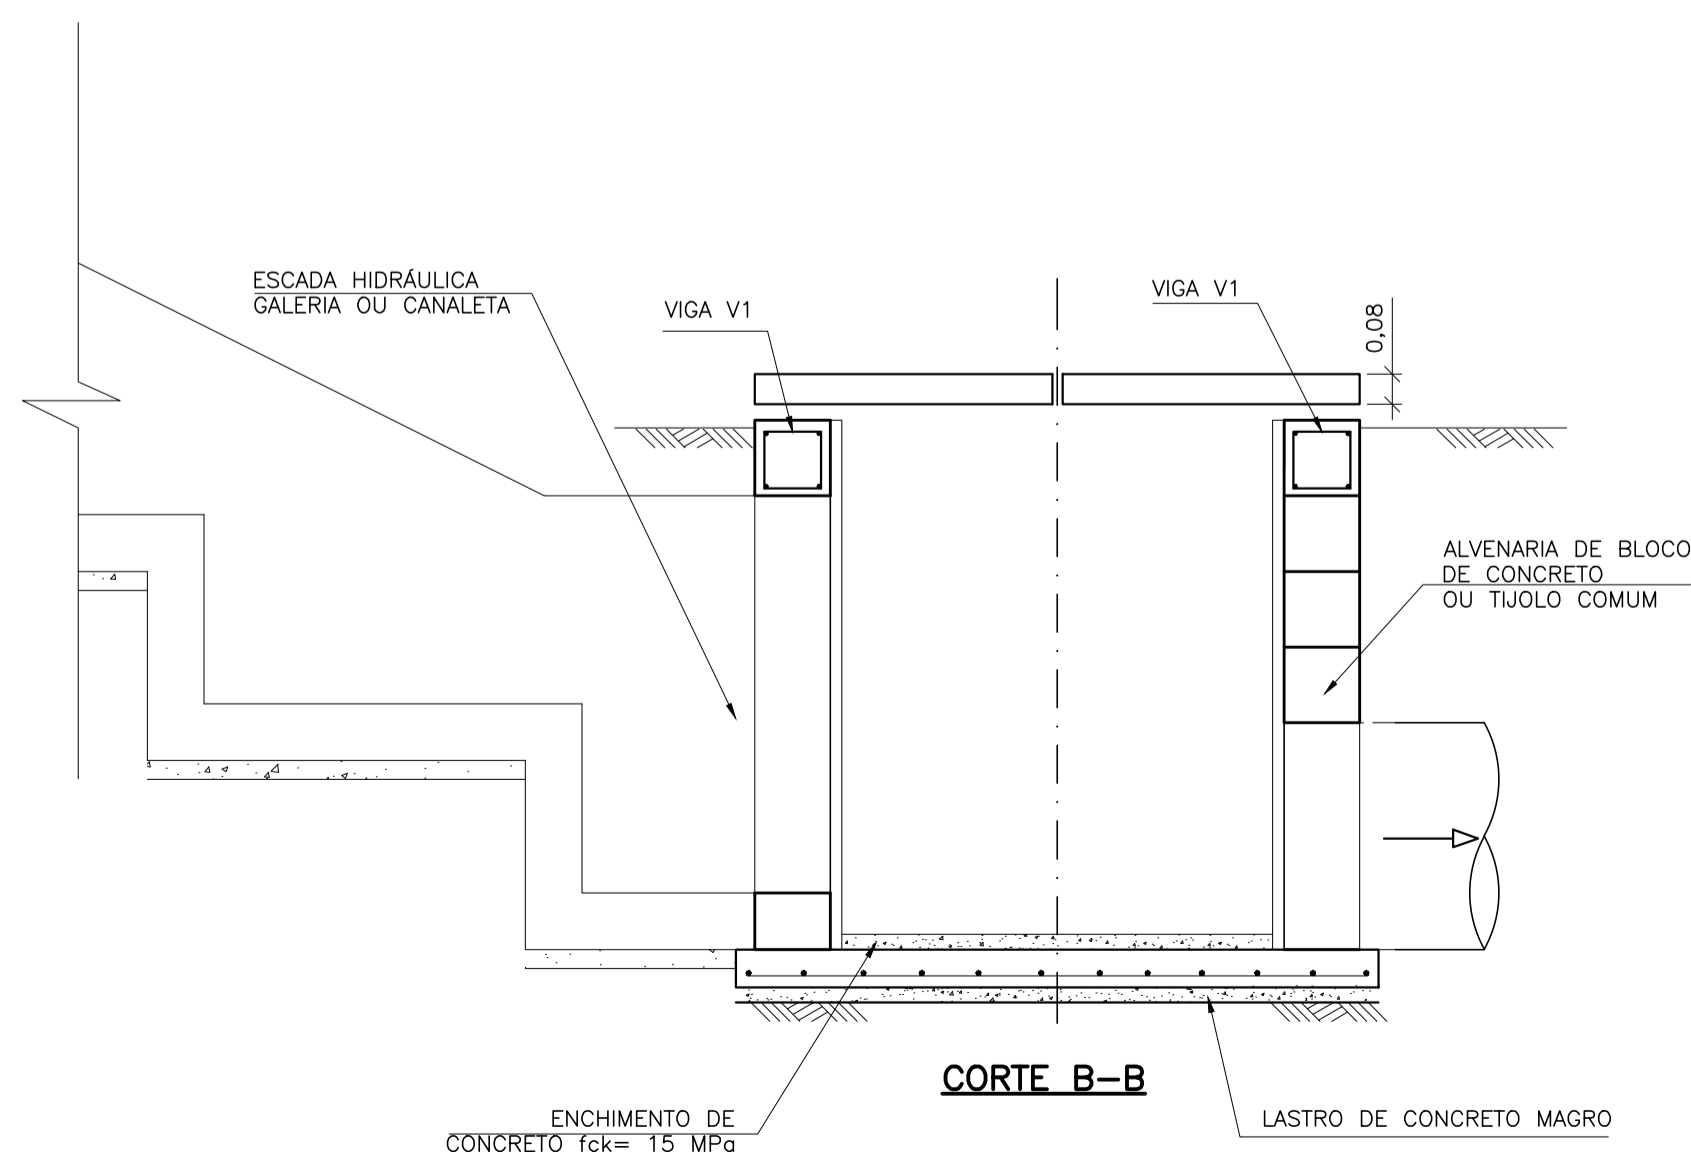 ESCADA HIDRÁULICA
GALERIA OU CANALETA
VIGA V1
VIGA V1
0,08
ALVENARIA DE BLOCO
DE CONCRETO
OU TIJOLO COMUM
CORTE B-B
ENCHIMENTO DE
CONCRETO fck= 15 MPa
LASTRO DE CONCRETO MAGRO